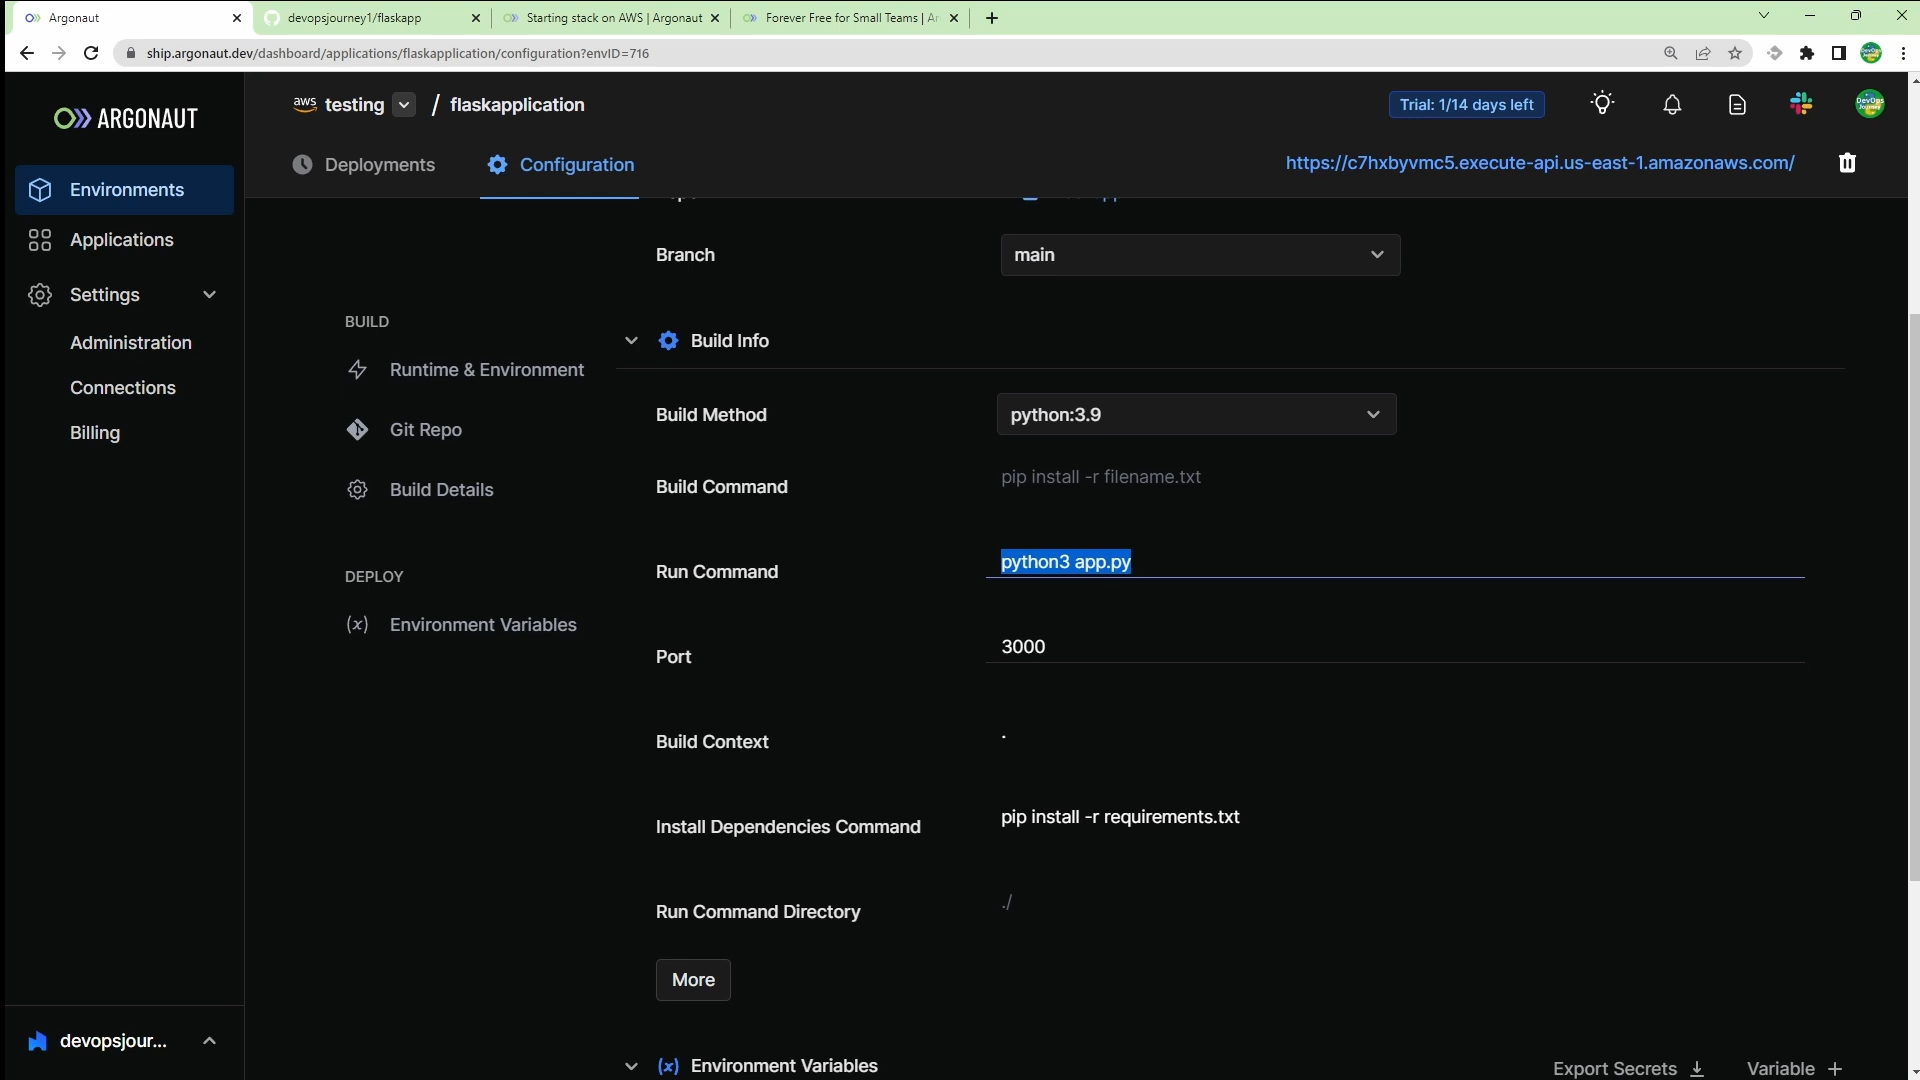 Argonaut
devopsjourney1/flaskapp
Starting stack on AWS | Argonaut
Forever Free for Small Teams | Ar
ship.argonaut.dev/dashboard/applications/flaskapplication/configuration?envID=716
ARGONAUT
aws testing / flaskapplication
Trial: 1/14 days left
DevOps
Deployments
Configuration
https://c7hxbyvmc5.execute-api.us-east-1.amazonaws.com/
Environments
Applications
Settings
Administration
Connections
Billing
BUILD
Runtime & Environment
Git Repo
Build Details
DEPLOY
(x) Environment Variables
Branch
main
Build Info
Build Method
python:3.9
Build Command
pip install -r filename.txt
Run Command
python3 app.py
Port
3000
Build Context
.
Install Dependencies Command
pip install -r requirements.txt
Run Command Directory
./
More
(x) Environment Variables
Export Secrets
Variable +
devopsjour...